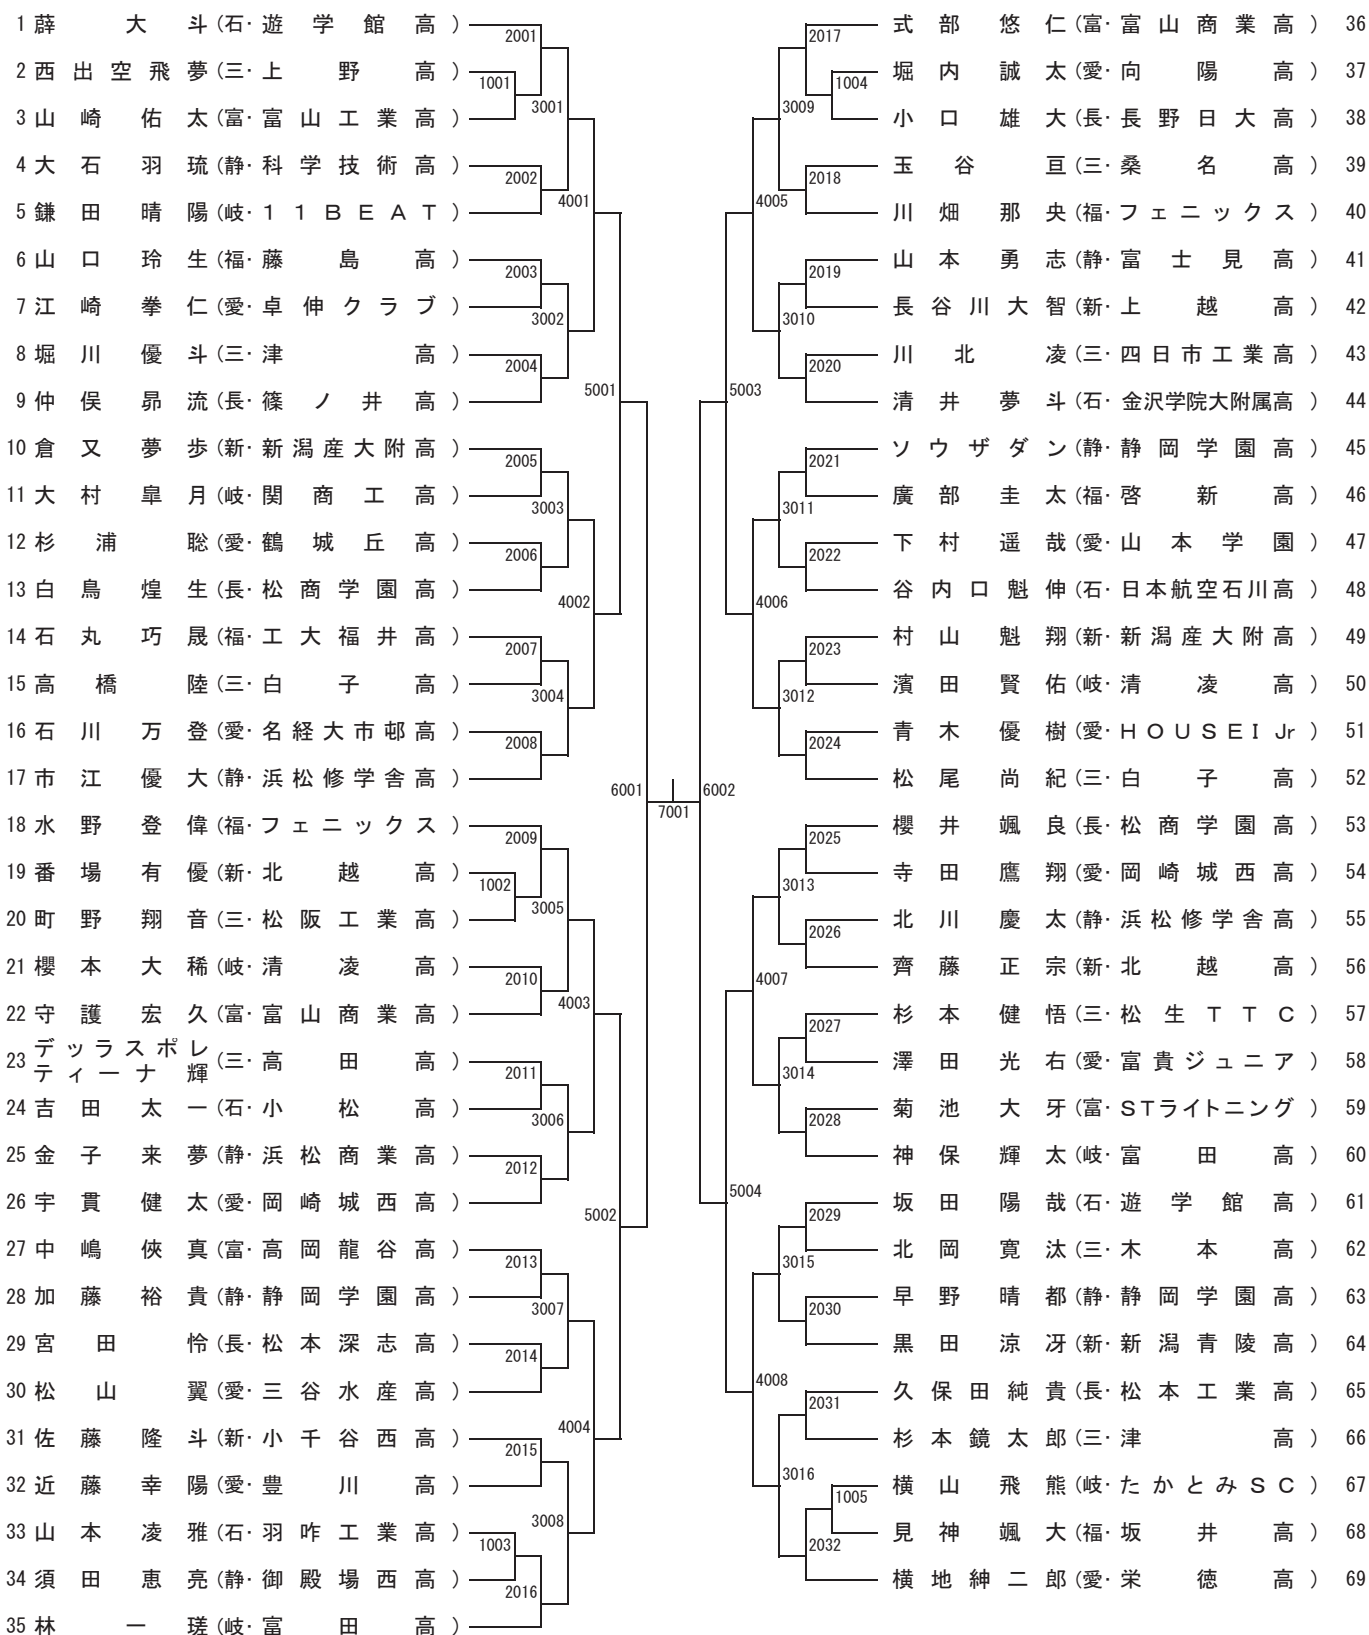 1 薜大斗(石・遊学館高)
2 西出空飛夢(三・上野高)
3 山崎佑太(富・富山工業高)
4 大石羽琉(静・科学技術高)
5 鎌田晴陽(岐・11BEAT)
6 山口玲生(福・藤島高)
7 江崎拳仁(愛・卓伸クラブ)
8 堀川優斗(三・津高)
9 仲俣昴流(長・篠ノ井高)
10 倉又夢歩(新・新潟産大附高)
11 大村皐月(岐・関商工高)
12 杉浦聡(愛・鶴城丘高)
13 白鳥煌生(長・松商学園高)
14 石丸巧晟(福・工大福井高)
15 高橋陸(三・白子高)
16 石川万登(愛・名経大市邨高)
17 市江優大(静・浜松修学舎高)
18 水野登偉(福・フェニックス)
19 番場有優(新・北越高)
20 町野翔音(三・松阪工業高)
21 櫻本大稀(岐・清凌高)
22 守護宏久(富・富山商業高)
23 デッラスポレティーナ輝(三・高田高)
24 吉田太一(石・小松高)
25 金子来夢(静・浜松商業高)
26 宇貫健太(愛・岡崎城西高)
27 中嶋俠真(富・高岡龍谷高)
28 加藤裕貴(静・静岡学園高)
29 宮田怜(長・松本深志高)
30 松山翼(愛・三谷水産高)
31 佐藤隆斗(新・小千谷西高)
32 近藤幸陽(愛・豊川高)
33 山本凌雅(石・羽咋工業高)
34 須田恵亮(静・御殿場西高)
35 林一瑳(岐・富田高)
2001
1001
3001
2002
4001
2003
3002
2004
5001
2005
3003
2006
4002
2007
3004
2008
6001
2009
1002
3005
2010
4003
2011
3006
2012
5002
2013
3007
2014
4004
2015
3008
1003
2016
7001
6002
2017
1004
3009
2018
4005
2019
3010
2020
5003
2021
3011
2022
4006
2023
3012
2024
2025
3013
2026
4007
2027
3014
2028
5004
2029
3015
2030
4008
2031
3016
1005
2032
式部悠仁(富・富山商業高) 36
堀内誠太(愛・向陽高) 37
小口雄大(長・長野日大高) 38
玉谷亘(三・桑名高) 39
川畑那央(福・フェニックス) 40
山本勇志(静・富士見高) 41
長谷川大智(新・上越高) 42
川北凌(三・四日市工業高) 43
清井夢斗(石・金沢学院大附属高) 44
ソウザダン(静・静岡学園高) 45
廣部圭太(福・啓新高) 46
下村遥哉(愛・山本学園) 47
谷内口魁伸(石・日本航空石川高) 48
村山魁翔(新・新潟産大附高) 49
濱田賢佑(岐・清凌高) 50
青木優樹(愛・HOUSEI Jr) 51
松尾尚紀(三・白子高) 52
櫻井颯良(長・松商学園高) 53
寺田鷹翔(愛・岡崎城西高) 54
北川慶太(静・浜松修学舎高) 55
齊藤正宗(新・北越高) 56
杉本健悟(三・松生TTC) 57
澤田光右(愛・富貴ジュニア) 58
菊池大牙(富・STライトニング) 59
神保輝太(岐・富田高) 60
坂田陽哉(石・遊学館高) 61
北岡寛汰(三・木本高) 62
早野晴都(静・静岡学園高) 63
黒田涼冴(新・新潟青陵高) 64
久保田純貴(長・松本工業高) 65
杉本鏡太郎(三・津高) 66
横山飛熊(岐・たかとみSC) 67
見神颯大(福・坂井高) 68
横地紳二郎(愛・栄徳高) 69